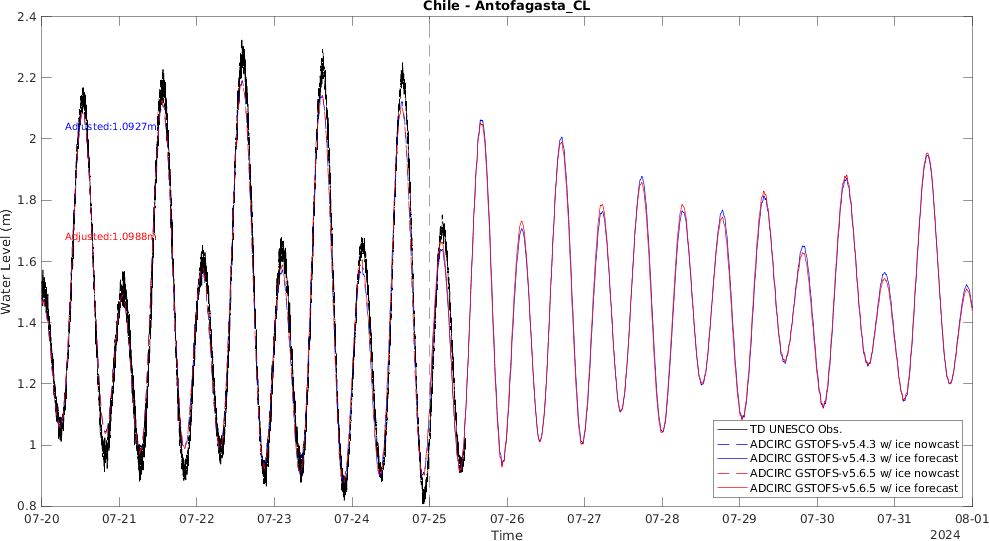 Chile - Antofagasta_CL
2.4
2.2
2
1.8
1.6
1.4
1.2
1
0.8
Water Level (m)
Adjusted:1.0927m
Adjusted:1.0988m
TD UNESCO Obs.
ADCIRC GSTOFS-v5.4.3 w/ ice nowcast
ADCIRC GSTOFS-v5.4.3 w/ ice forecast
ADCIRC GSTOFS-v5.6.5 w/ ice nowcast
ADCIRC GSTOFS-v5.6.5 w/ ice forecast
07-20 07-21 07-22 07-23 07-24 07-25 07-26 07-27 07-28 07-29 07-30 07-31 08-01
Time
2024